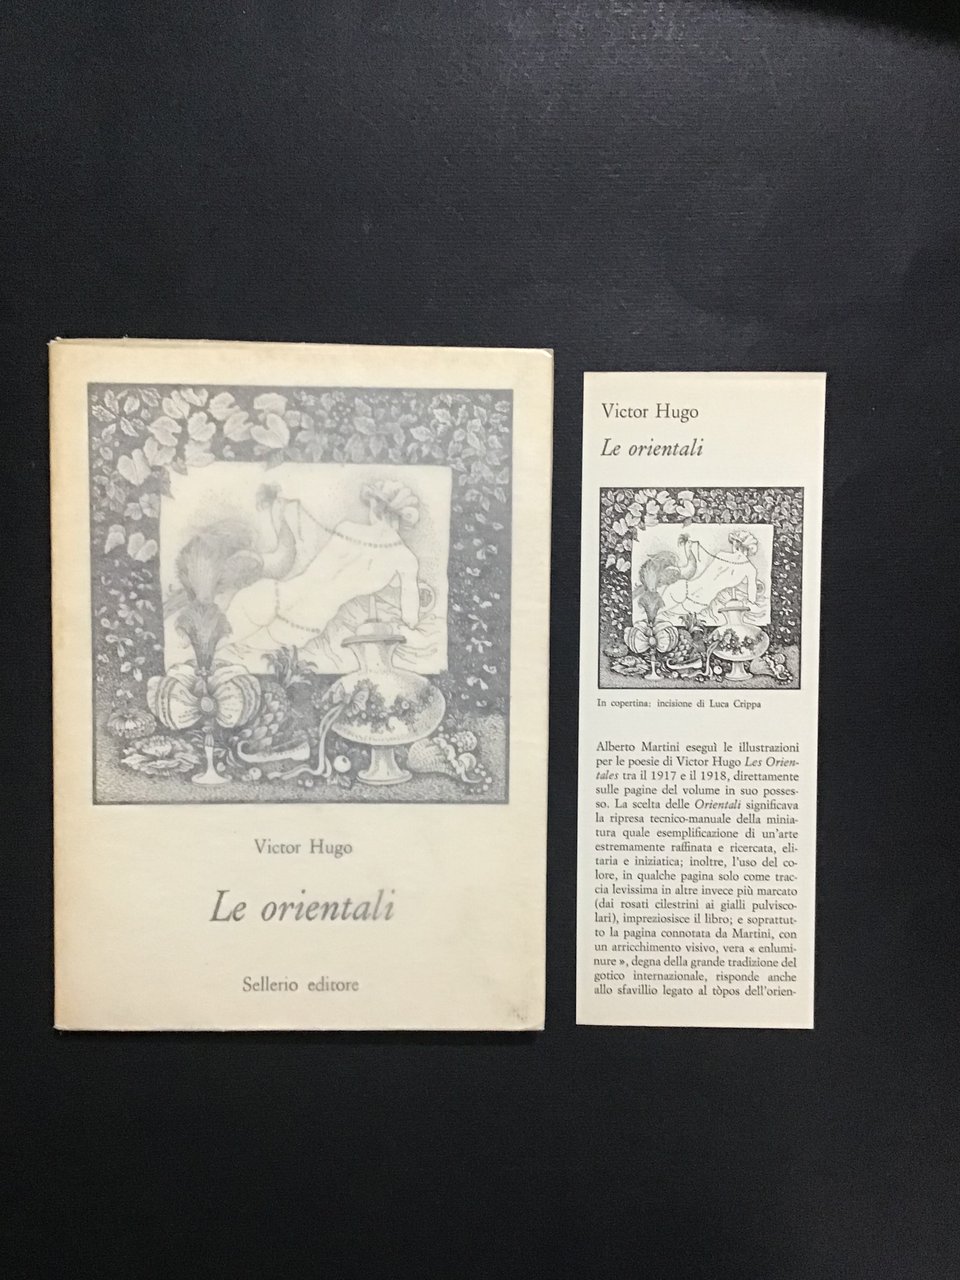 Victor Hugo
Le orientali
Sellerio editore
Victor Hugo
Le orientali
In copertina: incisione di Luca Crippa
Alberto Martini eseguì le illustrazioni
per le poesie di Victor Hugo Les Orien-
tales tra il 1917 e il 1918, direttamente
sulle pagine del volume in suo posses-
so. La scelta delle Orientali significava
la ripresa tecnico-manuale della minia-
tura quale esemplificazione di un'arte
estremamente raffinata e ricercata, eli-
taria e iniziatica; inoltre, l'uso del co-
lore, in qualche pagina solo come trac-
cia levissima in altre invece più marcato
(dai rosati cilestrini ai gialli pulvisco-
lari), impreziosisce il libro; e soprattut-
to la pagina connotata da Martini, con
un arricchimento visivo, vera « enlumi-
nure », degna della grande tradizione del
gotico internazionale, risponde anche
allo sfavillio legato al tòpos dell'orien-